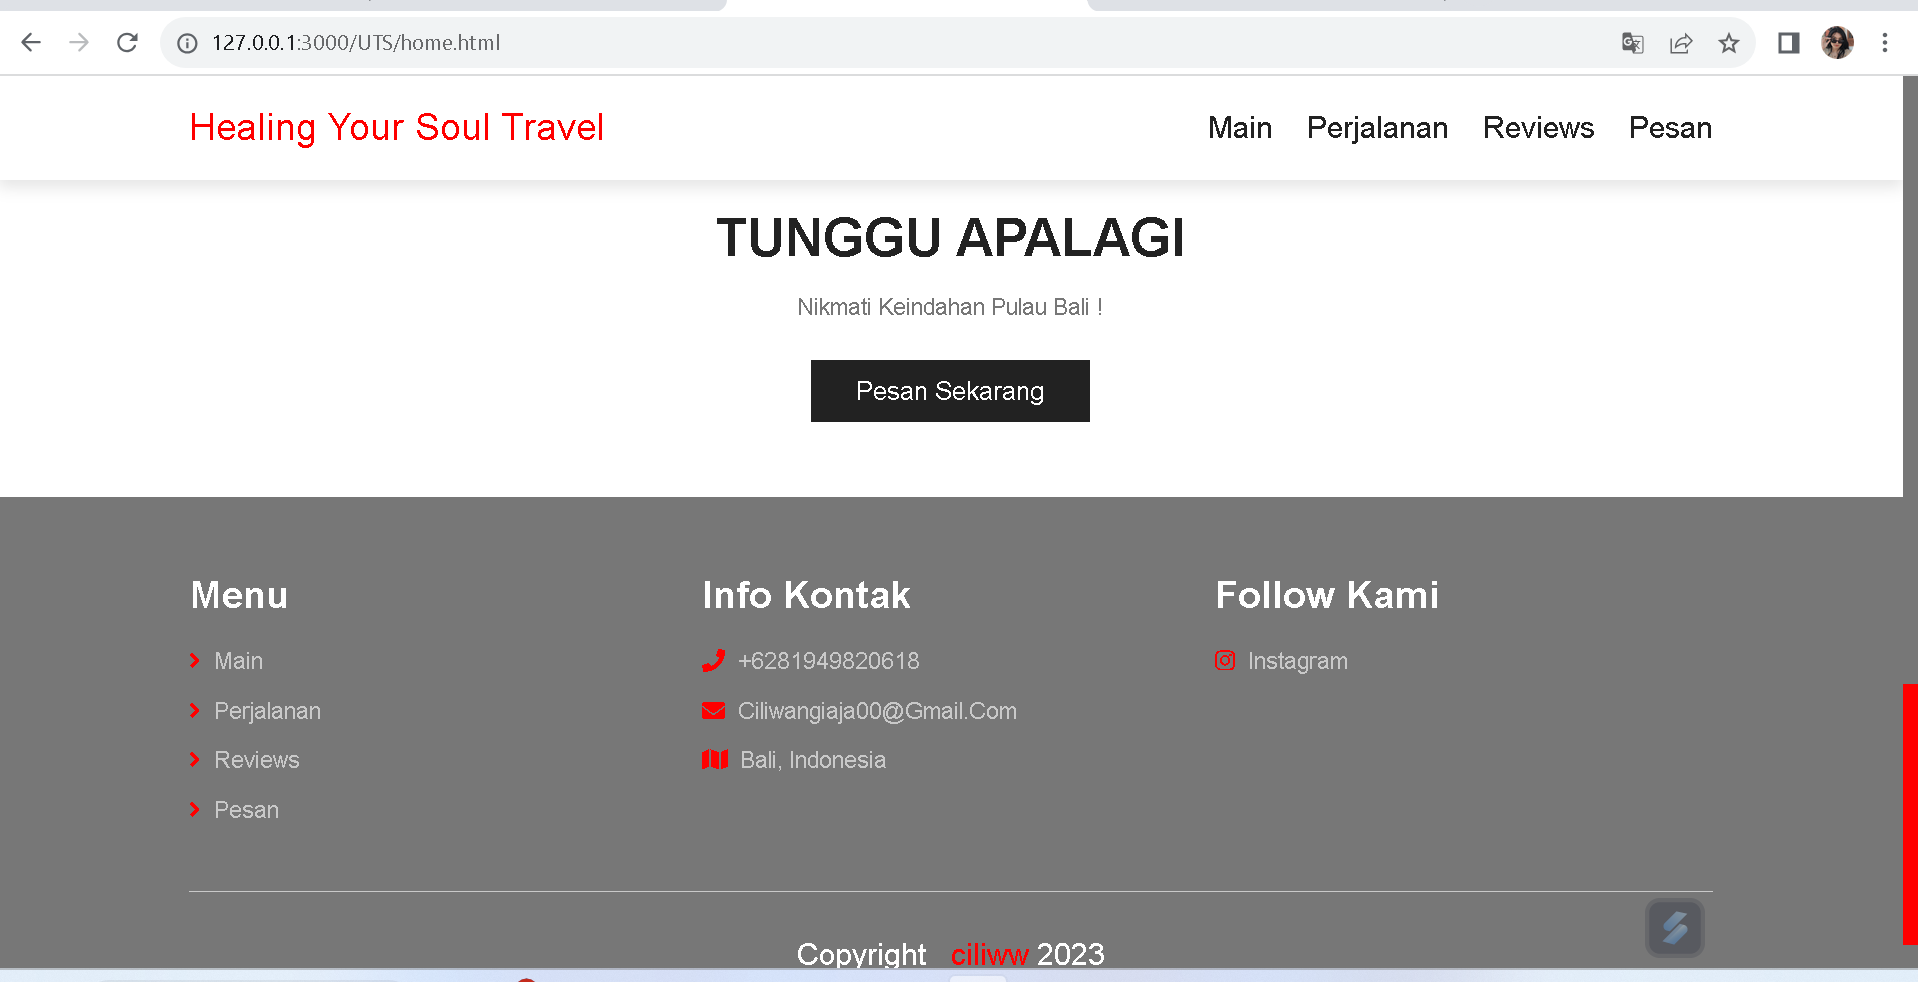 127.0.0.1:3000/UTS/home.html
Healing Your Soul Travel
Main Perjalanan Reviews Pesan
TUNGGU APALAGI
Nikmati Keindahan Pulau Bali !
Pesan Sekarang
Menu
Main
Perjalanan
Reviews
Pesan
Info Kontak
+6281949820618
Ciliwangiaja00@Gmail.Com
Bali, Indonesia
Follow Kami
Instagram
Copyright ciliww 2023